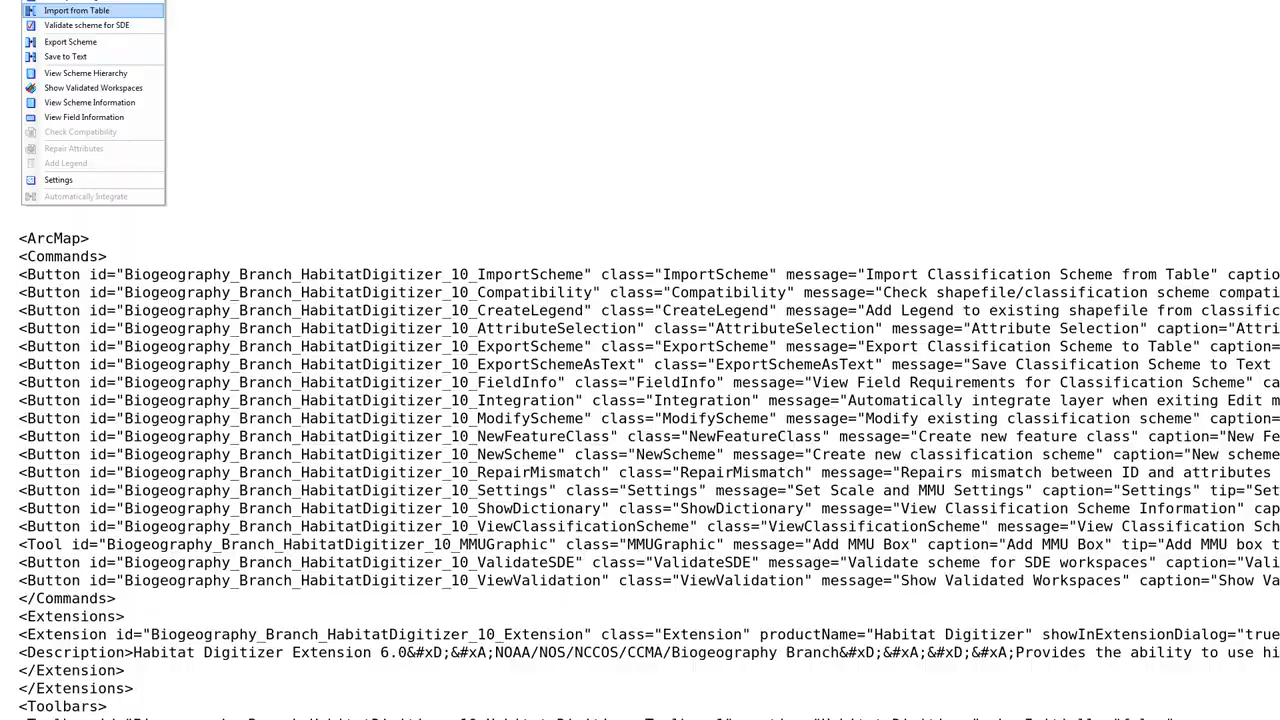 Import from Table
Validate scheme for SDE
Export Scheme
Save to Text
View Scheme Hierarchy
Show Validated Workspaces
View Scheme Information
View Field Information
Check Compatibility
Repair Attributes
Add Legend
Settings
Automatically Integrate
<ArcMap>
<Commands>
<Button id="Biogeography_Branch_HabitatDigitizer_10_ImportScheme" class="ImportScheme" message="Import Classification Scheme from Table" captio
<Button id="Biogeography_Branch_HabitatDigitizer_10_Compatibility" class="Compatibility" message="Check shapefile/classification scheme compati
<Button id="Biogeography_Branch_HabitatDigitizer_10_CreateLegend" class="CreateLegend" message="Add Legend to existing shapefile from classific
<Button id="Biogeography_Branch_HabitatDigitizer_10_AttributeSelection" class="AttributeSelection" message="Attribute Selection" caption="Attri
<Button id="Biogeography_Branch_HabitatDigitizer_10_ExportScheme" class="ExportScheme" message="Export Classification Scheme to Table" caption=
<Button id="Biogeography_Branch_HabitatDigitizer_10_ExportSchemeAsText" class="ExportSchemeAsText" message="Save Classification Scheme to Text
<Button id="Biogeography_Branch_HabitatDigitizer_10_FieldInfo" class="FieldInfo" message="View Field Requirements for Classification Scheme" ca
<Button id="Biogeography_Branch_HabitatDigitizer_10_Integration" class="Integration" message="Automatically integrate layer when exiting Edit m
<Button id="Biogeography_Branch_HabitatDigitizer_10_ModifyScheme" class="ModifyScheme" message="Modify existing classification scheme" caption=
<Button id="Biogeography_Branch_HabitatDigitizer_10_NewFeatureClass" class="NewFeatureClass" message="Create new feature class" caption="New Fe
<Button id="Biogeography_Branch_HabitatDigitizer_10_NewScheme" class="NewScheme" message="Create new classification scheme" caption="New scheme
<Button id="Biogeography_Branch_HabitatDigitizer_10_RepairMismatch" class="RepairMismatch" message="Repairs mismatch between ID and attributes
<Button id="Biogeography_Branch_HabitatDigitizer_10_Settings" class="Settings" message="Set Scale and MMU Settings" caption="Settings" tip="Set
<Button id="Biogeography_Branch_HabitatDigitizer_10_ShowDictionary" class="ShowDictionary" message="View Classification Scheme Information" cap
<Button id="Biogeography_Branch_HabitatDigitizer_10_ViewClassificationScheme" class="ViewClassificationScheme" message="View Classification Sch
<Tool id="Biogeography_Branch_HabitatDigitizer_10_MMUGraphic" class="MMUGraphic" message="Add MMU Box" caption="Add MMU Box" tip="Add MMU box t
<Button id="Biogeography_Branch_HabitatDigitizer_10_ValidateSDE" class="ValidateSDE" message="Validate scheme for SDE workspaces" caption="Vali
<Button id="Biogeography_Branch_HabitatDigitizer_10_ViewValidation" class="ViewValidation" message="Show Validated Workspaces" caption="Show Va
</Commands>
<Extensions>
<Extension id="Biogeography_Branch_HabitatDigitizer_10_Extension" class="Extension" productName="Habitat Digitizer" showInExtensionDialog="true
<Description>Habitat Digitizer Extension 6.0&#xD;&#xA;NOAA/NOS/NCCOS/CCMA/Biogeography Branch&#xD;&#xA;&#xD;&#xA;Provides the ability to use hi
</Extension>
</Extensions>
<Toolbars>